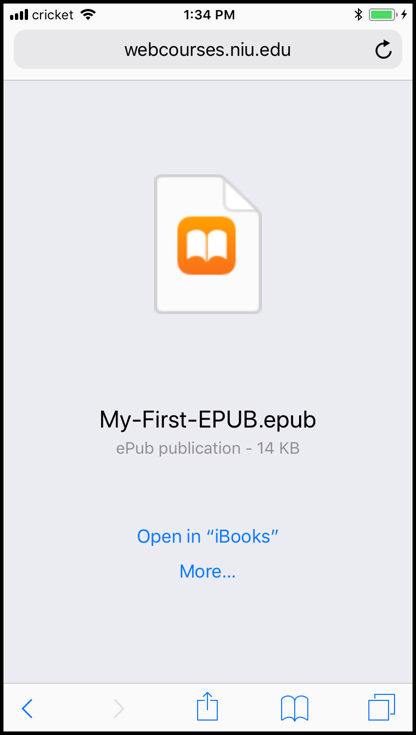 cricket 1:34 PM
webcourses.niu.edu
My-First-EPUB.epub
ePub publication - 14 KB
Open in “iBooks”
More...